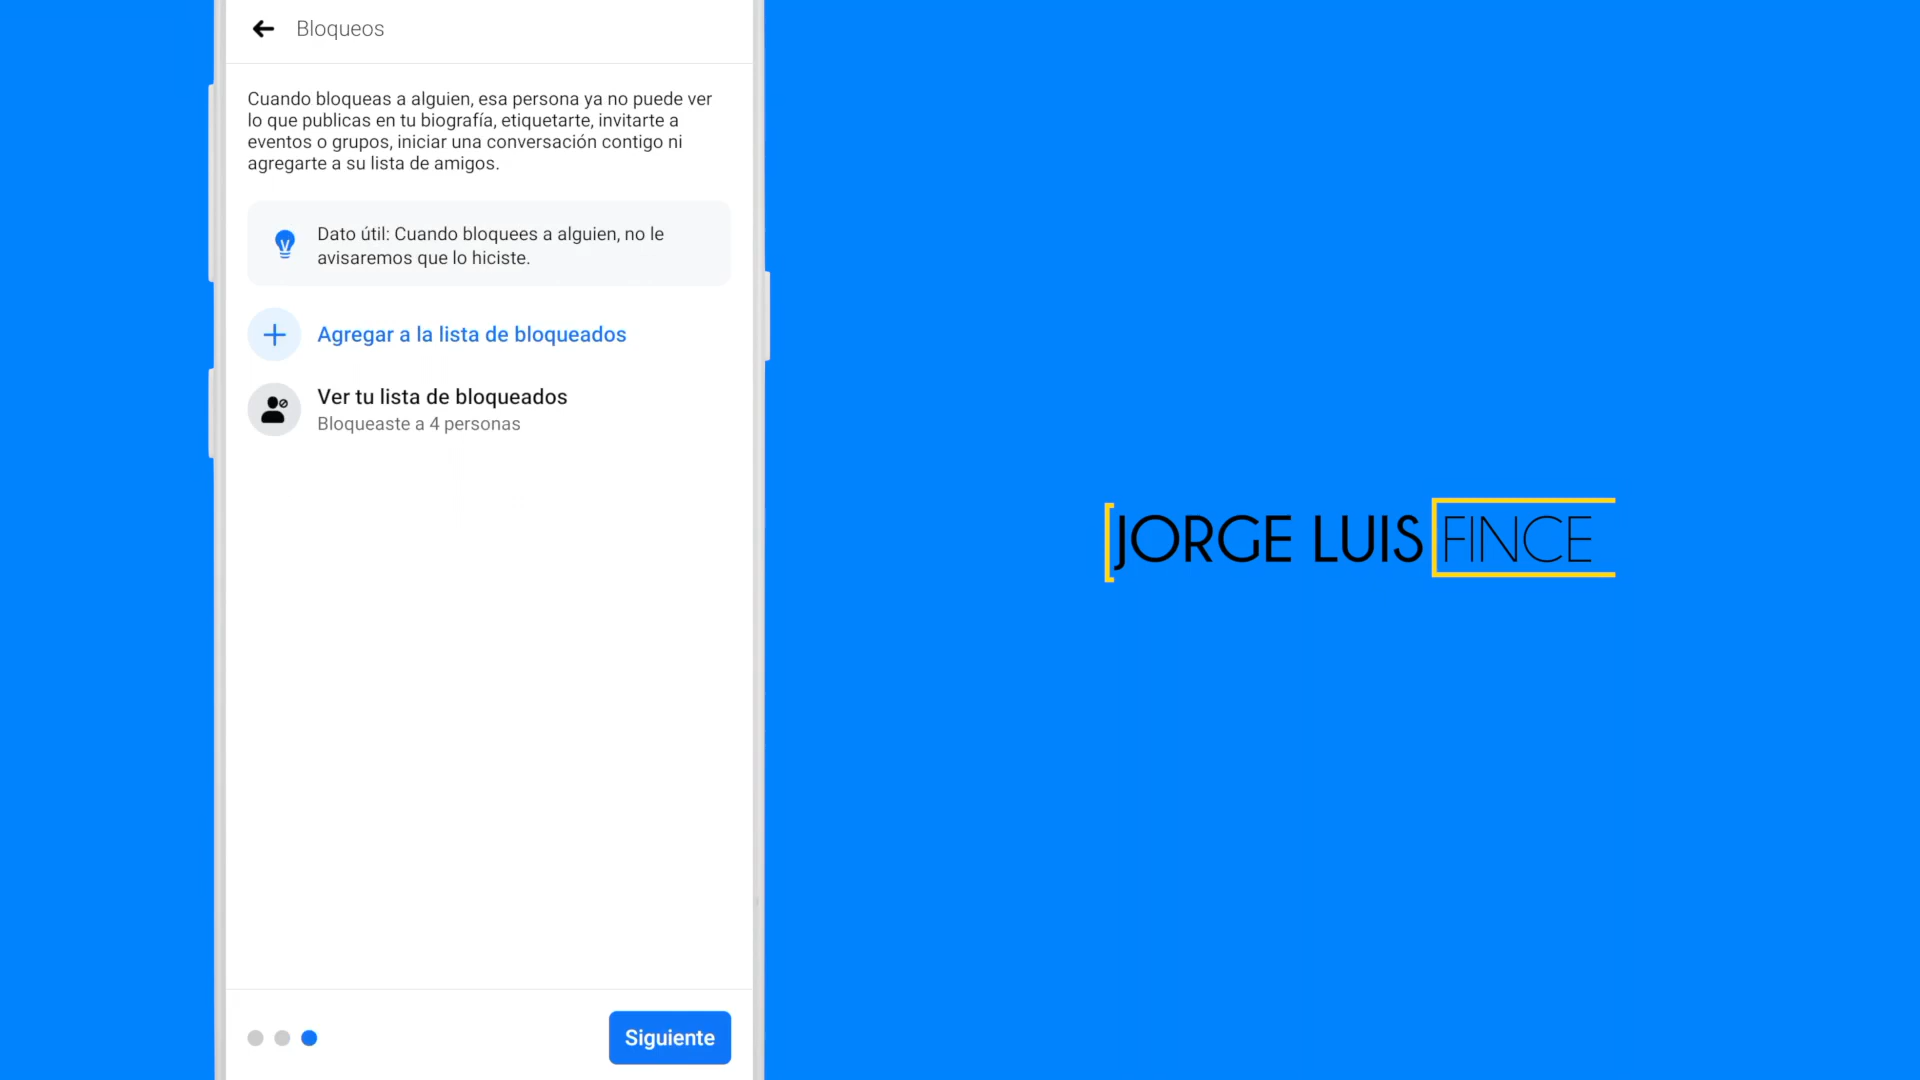 Bloqueos
Cuando bloqueas a alguien, esa persona ya no puede ver
lo que publicas en tu biografía, etiquetarte, invitarte a
eventos o grupos, iniciar una conversación contigo ni
agregarte a su lista de amigos.
Dato útil: Cuando bloquees a alguien, no le
avisaremos que lo hiciste.
Agregar a la lista de bloqueados
Ver tu lista de bloqueados
Bloqueaste a 4 personas
Siguiente
JORGE LUIS FINCE